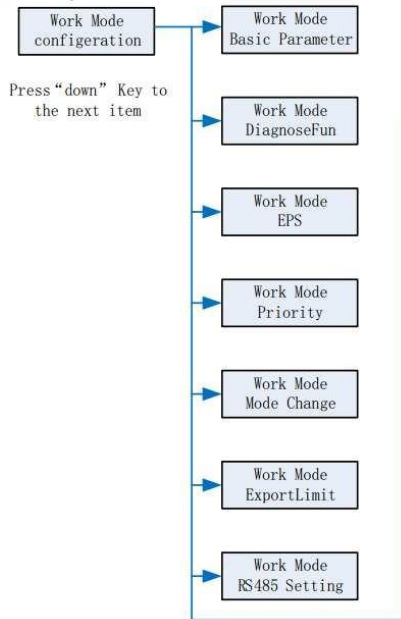 Work Mode
configeration
Press“down” Key to
the next item
Work Mode
Basic Parameter
Work Mode
DiagnoseFun
Work Mode
EPS
Work Mode
Priority
Work Mode
Mode Change
Work Mode
ExportLimit
Work Mode
RS485 Setting